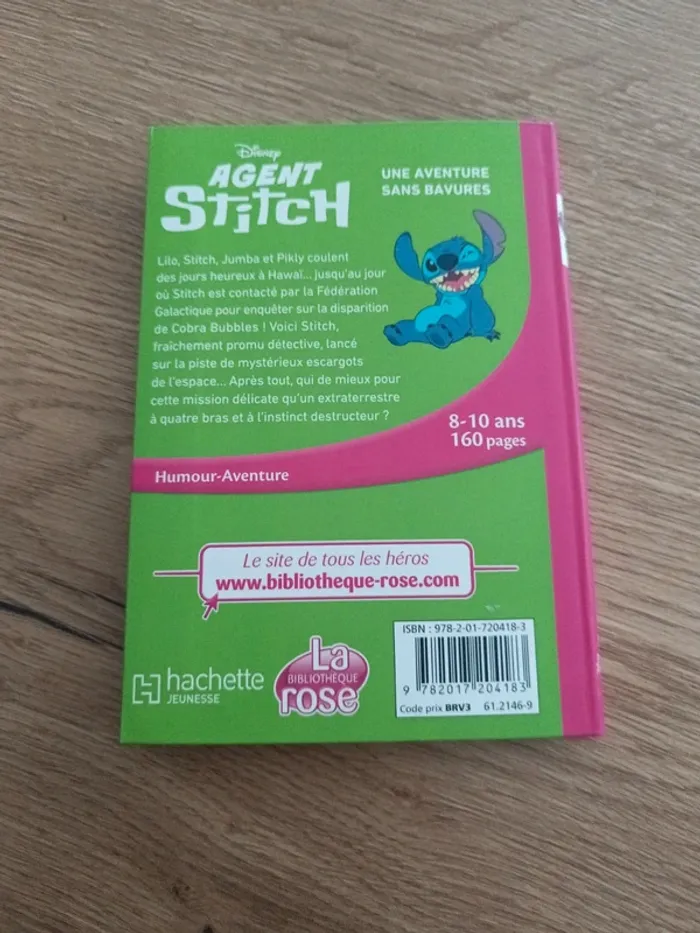 Disney
AGENT
StitCH
UNE AVENTURE
SANS BAVURES
Lilo, Stitch, Jumba et Pikly coulent
des jours heureux à Hawaï... jusqu'au jour
où Stitch est contacté par la Fédération
Galactique pour enquêter sur la disparition
de Cobra Bubbles ! Voici Stitch,
fraîchement promu détective, lancé
sur la piste de mystérieux escargots
de l'espace... Après tout, qui de mieux pour
cette mission délicate qu'un extraterrestre
à quatre bras et à l'instinct destructeur ?
8-10 ans
160 pages
Humour-Aventure
Le site de tous les héros
www.bibliotheque-rose.com
hachette
JEUNESSE
La
BIBLIOTHÈQUE
rose
ISBN : 978-2-01-720418-3
9 782017 204183
Code prix BRV3 61.2146-9